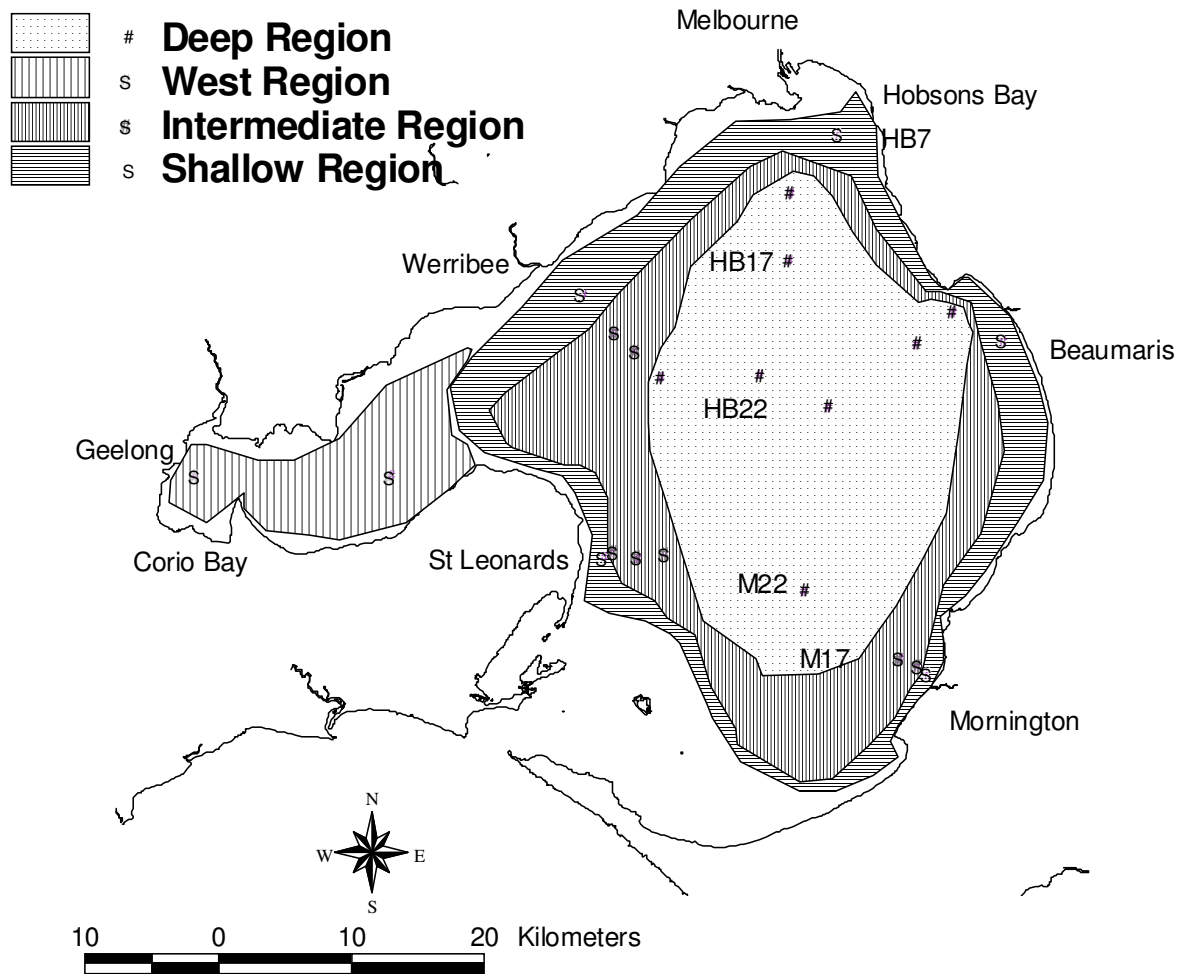 Melbourne
# Deep Region
S West Region
S Intermediate Region
S Shallow Region
Hobsons Bay
S HB7
#
HB17 #
Werribee
S
#
S
S
#
S
Beaumaris
#
#
HB22 #
Geelong
S
S
Corio Bay
St Leonards
S S S S
M22 #
M17
S S S
Mornington
N
W E
S
10 0 10 20 Kilometers